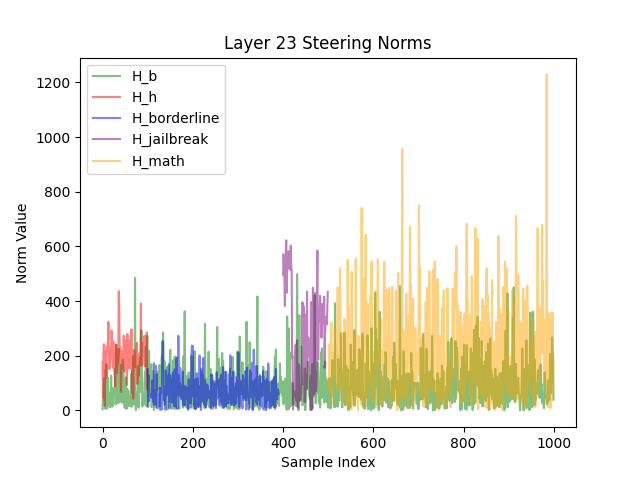 Layer 23 Steering Norms
H_b
H_h
H_borderline
H_jailbreak
H_math
Norm Value
1200
1000
800
600
400
200
0
0 200 400 600 800 1000
Sample Index